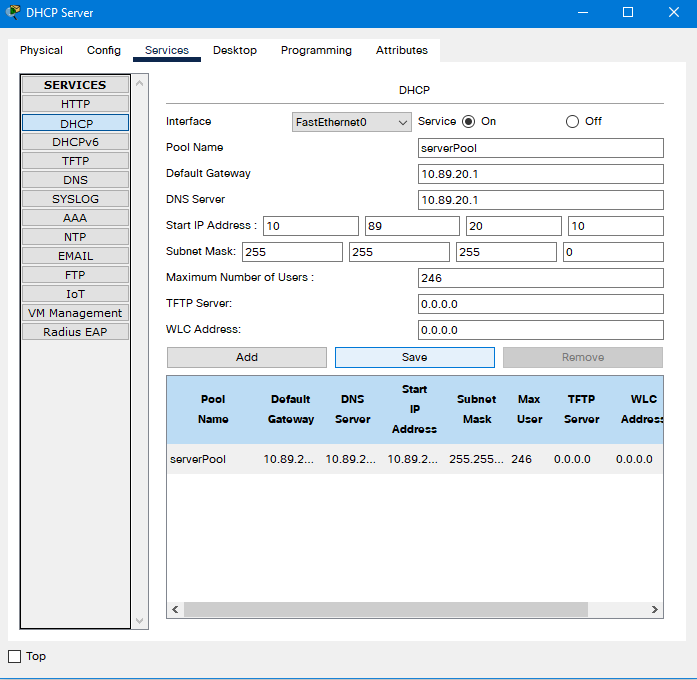 DHCP Server
Physical Config Services Desktop Programming Attributes
SERVICES
HTTP
DHCP
DHCPv6
TFTP
DNS
SYSLOG
AAA
NTP
EMAIL
FTP
IoT
VM Management
Radius EAP
DHCP
Interface FastEthernet0 Service On Off
Pool Name serverPool
Default Gateway 10.89.20.1
DNS Server 10.89.20.1
Start IP Address : 10 89 20 10
Subnet Mask: 255 255 255 0
Maximum Number of Users : 246
TFTP Server: 0.0.0.0
WLC Address: 0.0.0.0
Add Save Remove
Pool Name Default Gateway DNS Server Start IP Address Subnet Mask Max User TFTP Server WLC Address
serverPool 10.89.2... 10.89.2... 10.89.2... 255.255... 246 0.0.0.0 0.0.0.0
Top